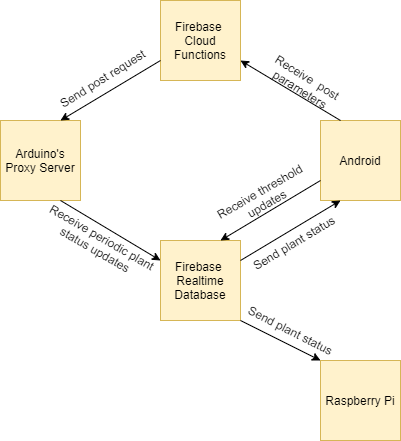 Firebase
Cloud
Functions
Send post request
Receive post
parameters
Arduino's
Proxy Server
Android
Receive threshold
updates
Receive periodic plant
status updates
Send plant status
Firebase
Realtime
Database
Send plant status
Raspberry Pi